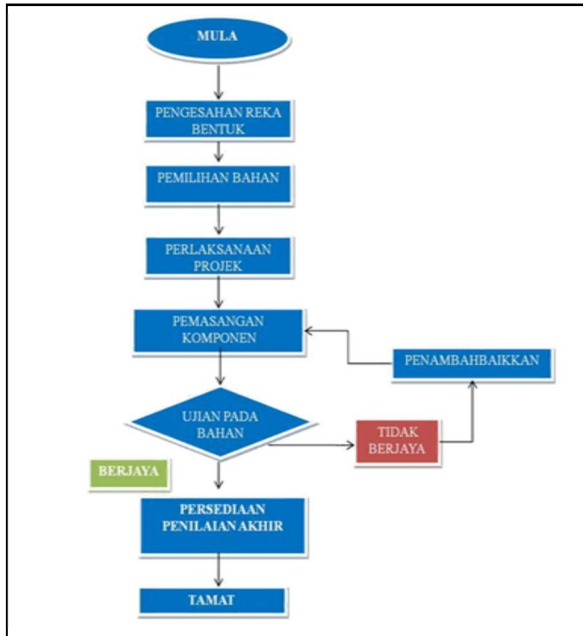 MULA
PENGESAHAN REKA
BENTUK
PEMILIHAN BAHAN
PERLAKSANAAN
PROJEK
PEMASANGAN
KOMPONEN
PENAMBAHBAIKKAN
UJIAN PADA
BAHAN
TIDAK
BERJAYA
BERJAYA
PERSEDIAAN
PENILAIAN AKHIR
TAMAT